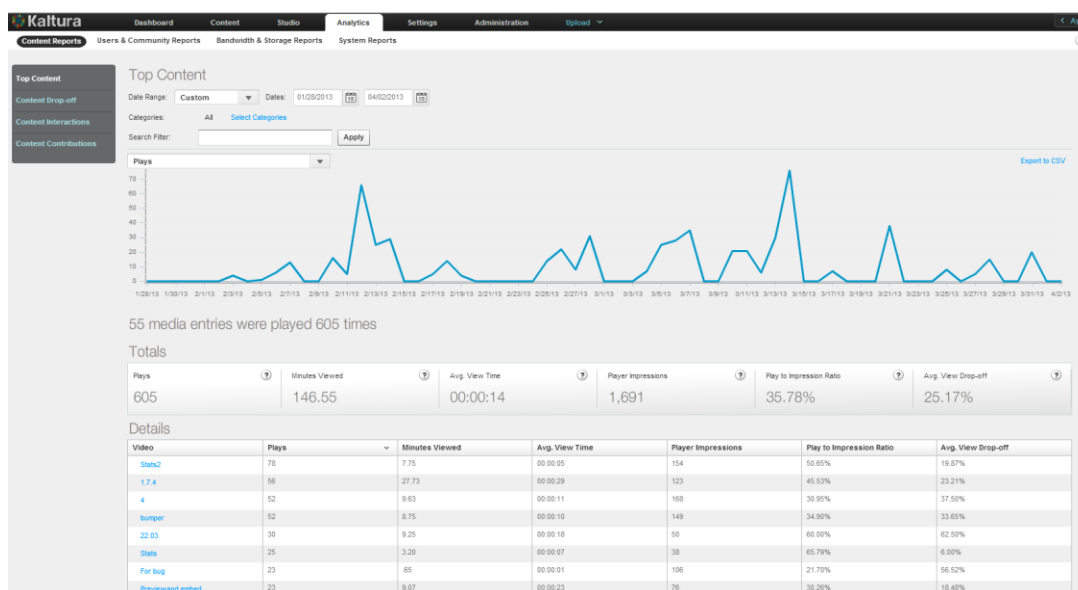 Kaltura Dashboard Content Studio Analytics Settings Administration Upload
Content Reports Users & Community Reports Bandwidth & Storage Reports System Reports
Top Content
Content Drop-off
Content Interactions
Content Contributions
Top Content
Date Range: Custom Dates: 01/28/2013 04/02/2013
Categories: All Select Categories
Search Filter: Apply
Plays
Export to CSV
70
60
50
40
30
20
10
0
1/28/13 1/30/13 2/1/13 2/3/13 2/5/13 2/7/13 2/9/13 2/11/13 2/13/13 2/15/13 2/17/13 2/19/13 2/21/13 2/23/13 2/25/13 2/27/13 3/1/13 3/3/13 3/5/13 3/7/13 3/9/13 3/11/13 3/13/13 3/15/13 3/17/13 3/19/13 3/21/13 3/23/13 3/25/13 3/27/13 3/29/13 3/31/13 4/2/13
55 media entries were played 605 times
Totals
Plays ? Minutes Viewed ? Avg. View Time ? Player Impressions ? Play to Impression Ratio ? Avg. View Drop-off ?
605 146.55 00:00:14 1,691 35.78% 25.17%
Details
Video Plays Minutes Viewed Avg. View Time Player Impressions Play to Impression Ratio Avg. View Drop-off
Stats2 78 7.75 00:00:05 154 50.65% 19.87%
1.7.4 56 27.73 00:00:29 123 45.53% 23.21%
4 52 9.63 00:00:11 168 30.95% 37.50%
bumper 52 8.75 00:00:10 149 34.90% 33.65%
22.03 30 9.25 00:00:18 50 60.00% 62.50%
Stats 25 3.20 00:00:07 38 65.79% 6.00%
For bug 23 .65 00:00:01 106 21.70% 56.52%
Previewand embed 23 9.07 00:00:23 76 30.26% 18.48%